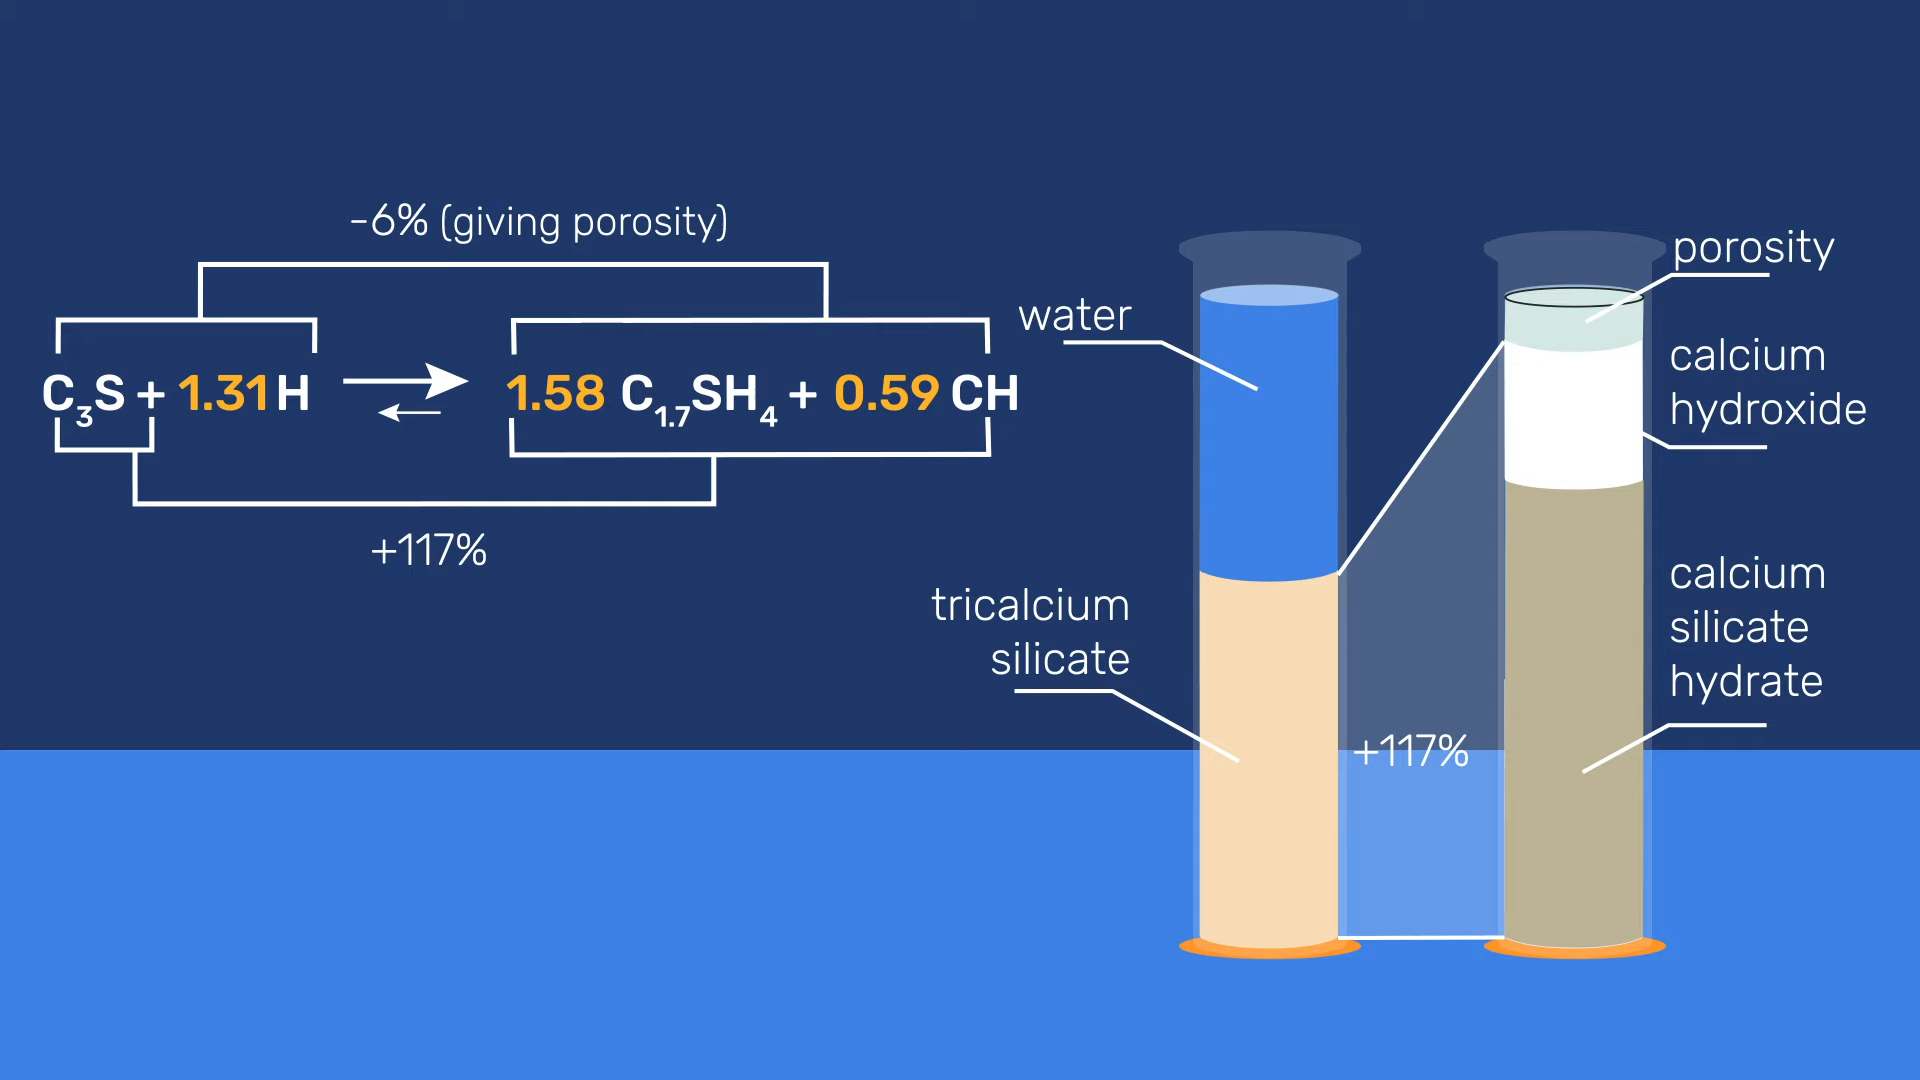 -6% (giving porosity)
C₃S + 1.31 H ⇌ 1.58 C₁.₇SH₄ + 0.59 CH
+117%
water
tricalcium
silicate
+117%
porosity
calcium
hydroxide
calcium
silicate
hydrate